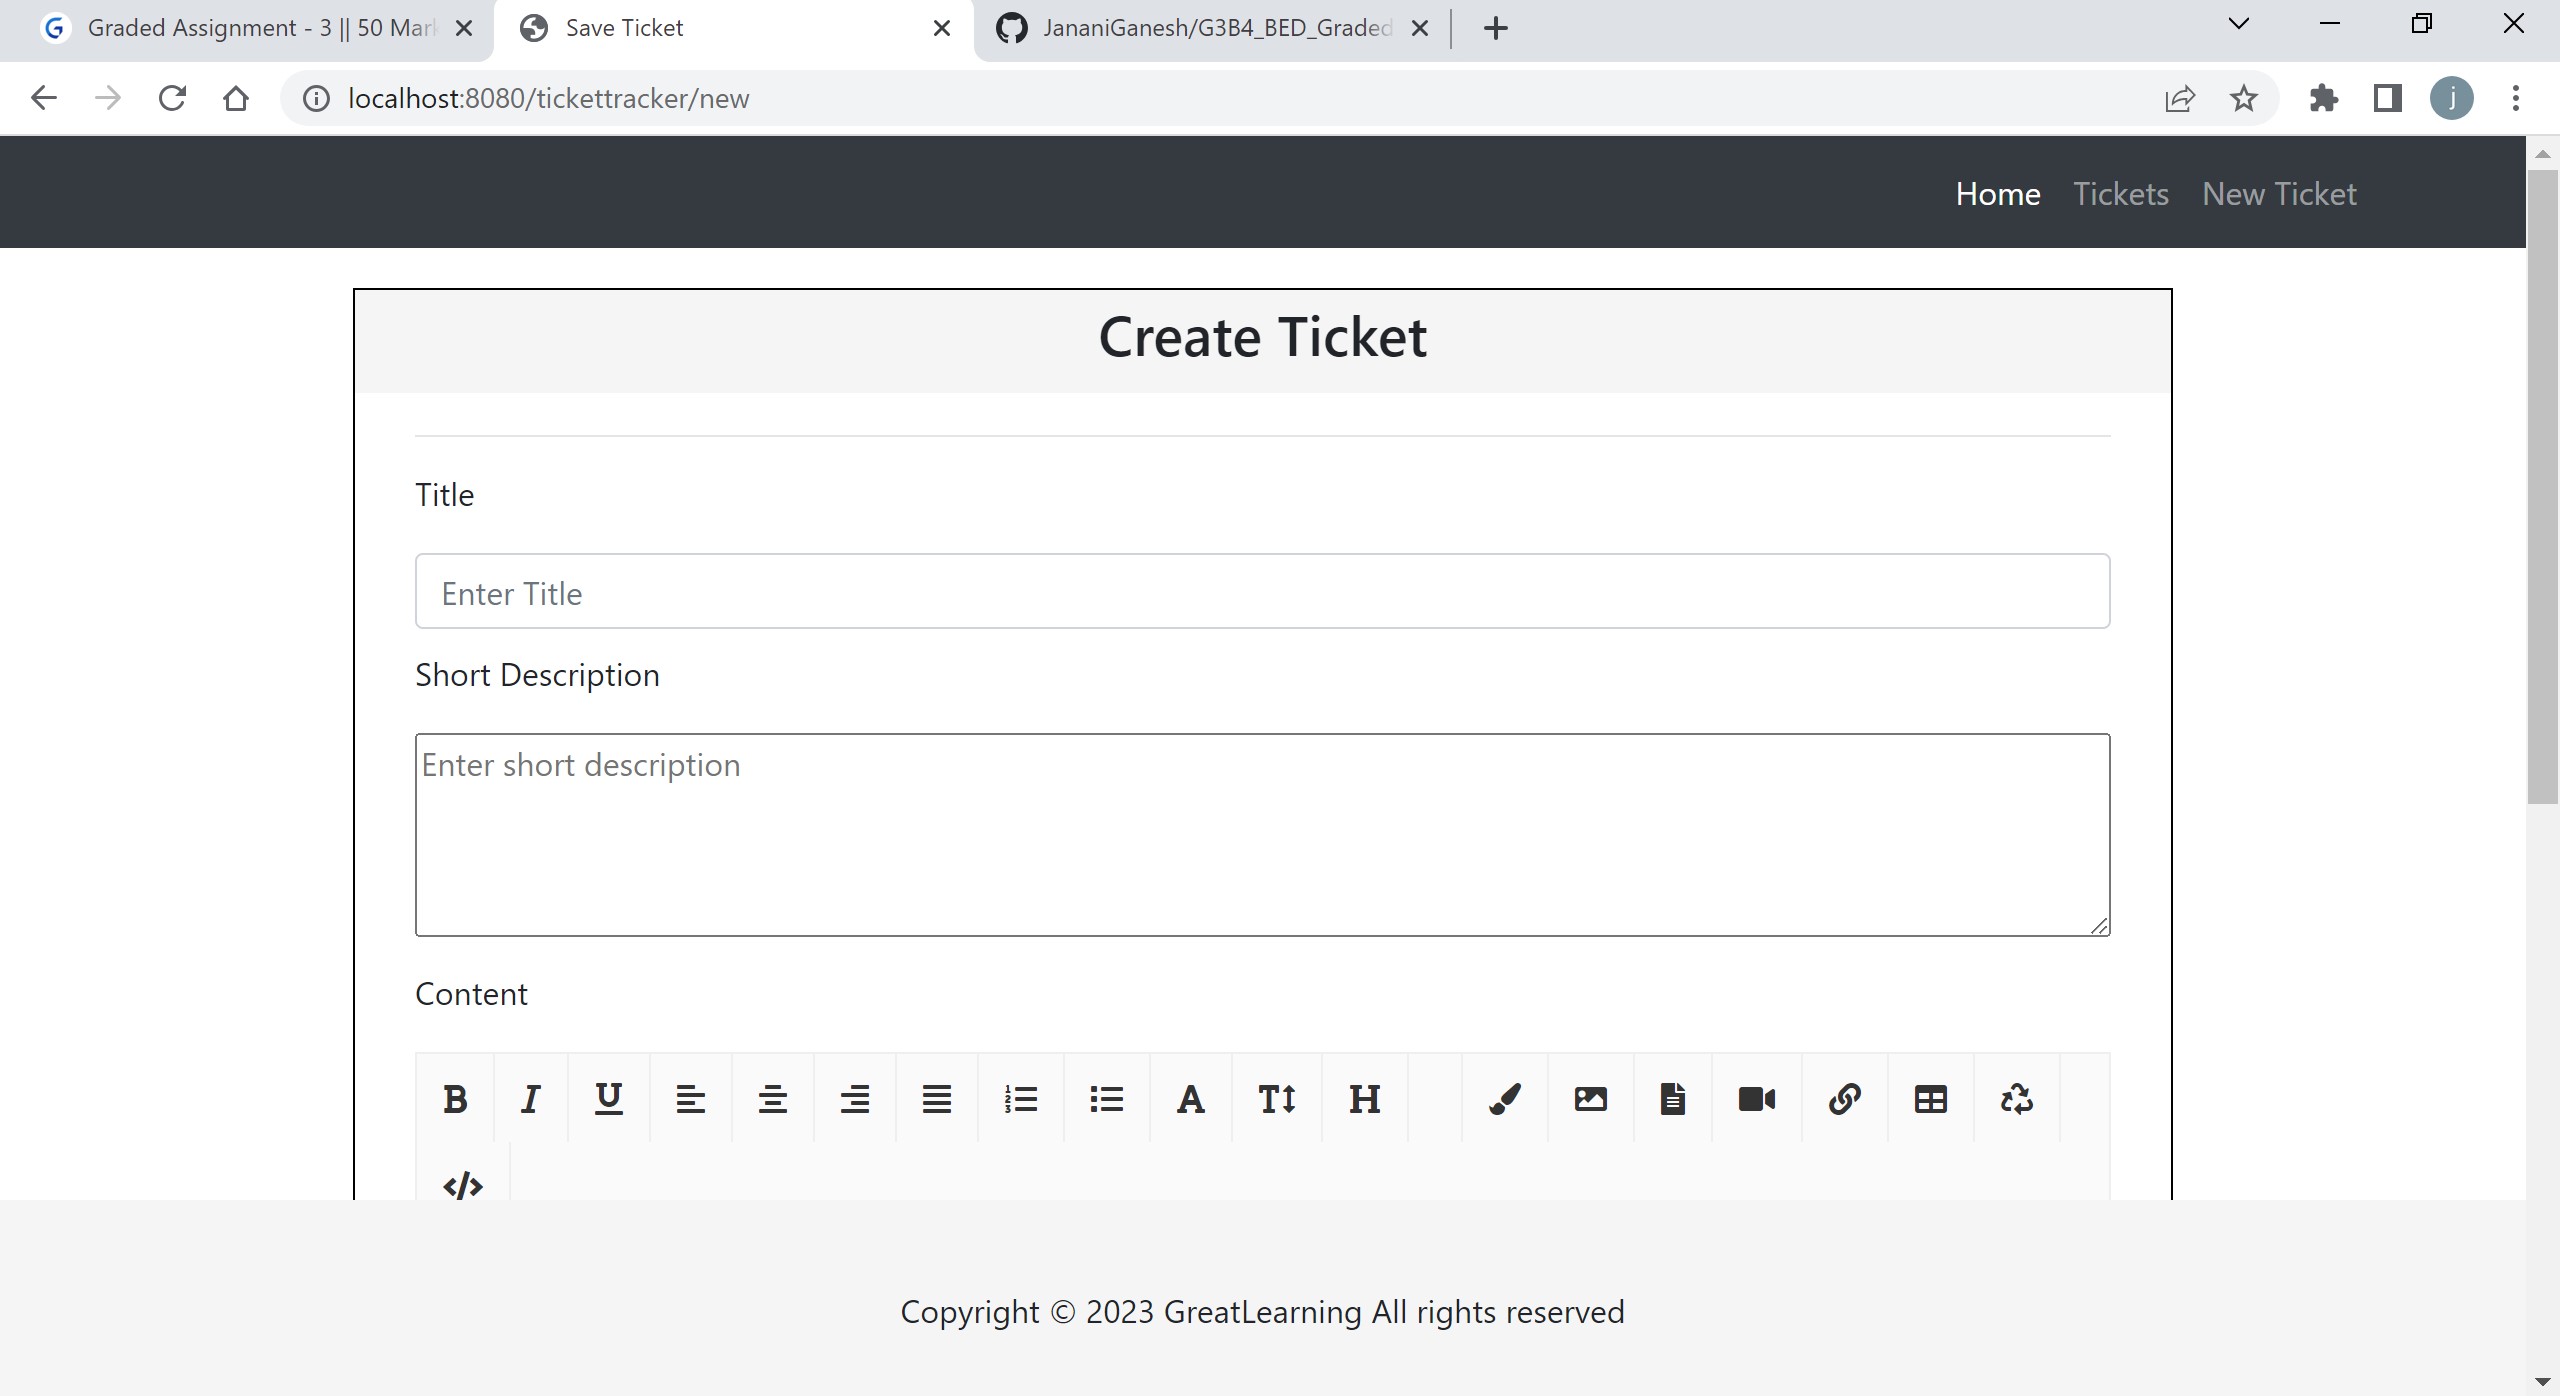 Graded Assignment - 3 || 50 Mark
Save Ticket
JananiGanesh/G3B4_BED_Graded
localhost:8080/tickettracker/new
j
Home Tickets New Ticket
Create Ticket
Title
Enter Title
Short Description
Enter short description
Content
B I U A T H
Copyright © 2023 GreatLearning All rights reserved